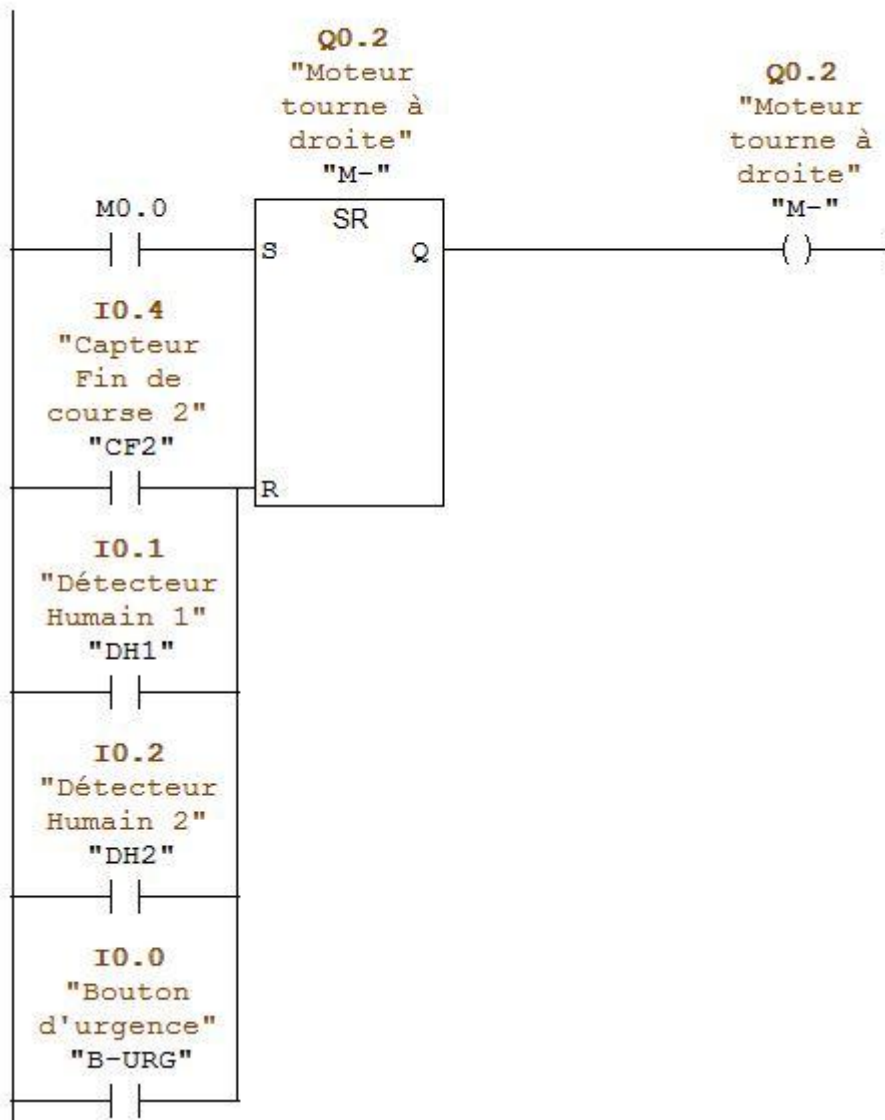 Q0.2
"Moteur
tourne à
droite"
"M-"
Q0.2
"Moteur
tourne à
droite"
"M-"
M0.0
SR
S
Q
I0.4
"Capteur
Fin de
course 2"
"CF2"
R
I0.1
"Détecteur
Humain 1"
"DH1"
I0.2
"Détecteur
Humain 2"
"DH2"
I0.0
"Bouton
d'urgence"
"B-URG"